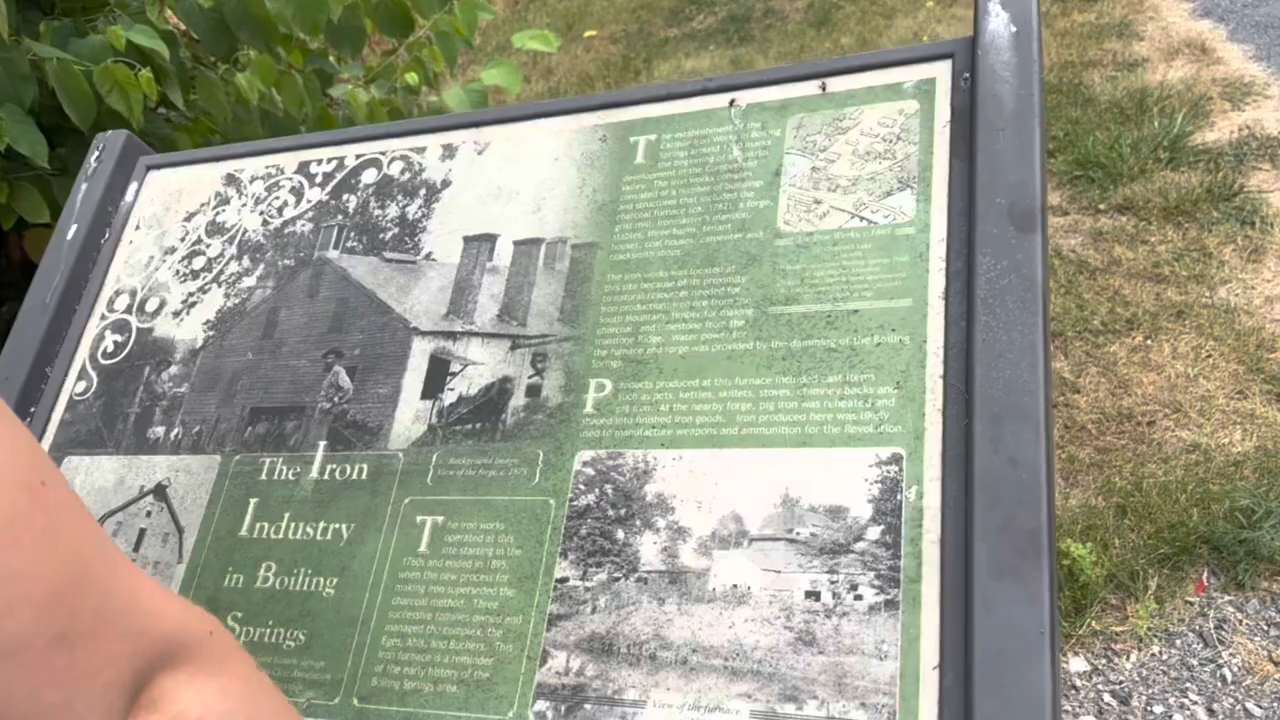 The establishment of the
Carlisle Iron Works in Boiling
Springs around marks
the beginning of industrial
development in the Cumberland
Valley. The iron works complex
consisted of a number of buildings
and structures that included the
charcoal furnace (ca. 1762), a forge,
grist mill, ironmaster's mansion,
stables, three barns, tenant
houses, coal houses, carpenter and
blacksmith shops.
The iron works was located at
this site because of its proximity
to natural resources needed for
iron production: iron ore from the
South Mountain, timber for making
charcoal, and limestone from the
limestone Ridge. Water power for
the furnace and forge was provided by the damming of the Boiling
Springs.
Products produced at this furnace included cast items
such as pots, kettles, skillets, stoves, chimney backs and
pig iron. At the nearby forge, pig iron was reheated and
shaped into finished iron goods. Iron produced here was likely
used to manufacture weapons and ammunition for the Revolution.
Background Image:
View of the forge, c. 1875
The Iron
Industry
in Boiling
Springs
The iron works
operated at this
site starting in the
1760s and ended in 1895,
when the new process for
making iron superseded the
charcoal method. Three
successive families owned and
managed the complex, the
Eges, Ahls, and Buchers. This
iron furnace is a reminder
of the early history of the
Boiling Springs area.
View of the furnace,